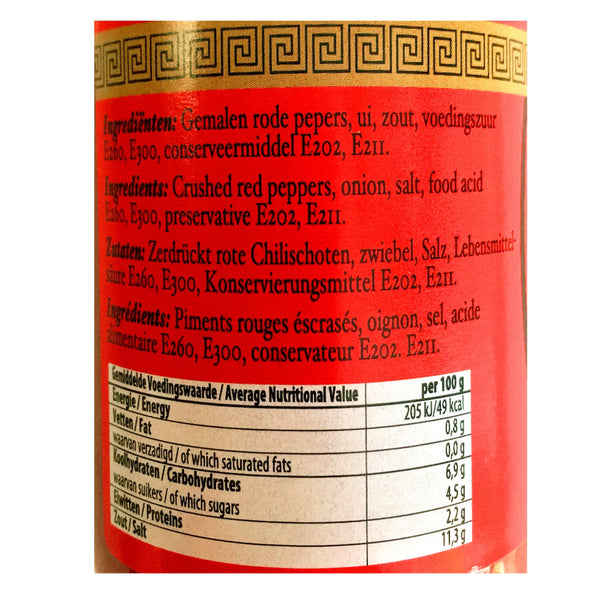 Ingrediënten: Gemalen rode pepers, ui, zout, voedingszuur
E260, E300, conserveermiddel E202, E211.
Ingredients: Crushed red peppers, onion, salt, food acid
E260, E300, preservative E202, E211.
Zutaten: Zerdrückt rote Chilischoten, zwiebel, Salz, Lebensmittel-
säure E260, E300, Konservierungsmittel E202, E211.
Ingrédients: Piments rouges éscrasés, oignon, sel, acide
alimentaire E260, E300, conservateur E202. E211.
Gemiddelde Voedingswaarde / Average Nutritional Value per 100 g
Energie / Energy 205 kJ/49 kcal
Vetten / Fat 0,8 g
waarvan verzadigd / of which saturated fats 0,0 g
Koolhydraten / Carbohydrates 6,9 g
waarvan suikers / of which sugars 4,5 g
Eiwitten / Proteins 2,2 g
Zout / Salt 11,3 g